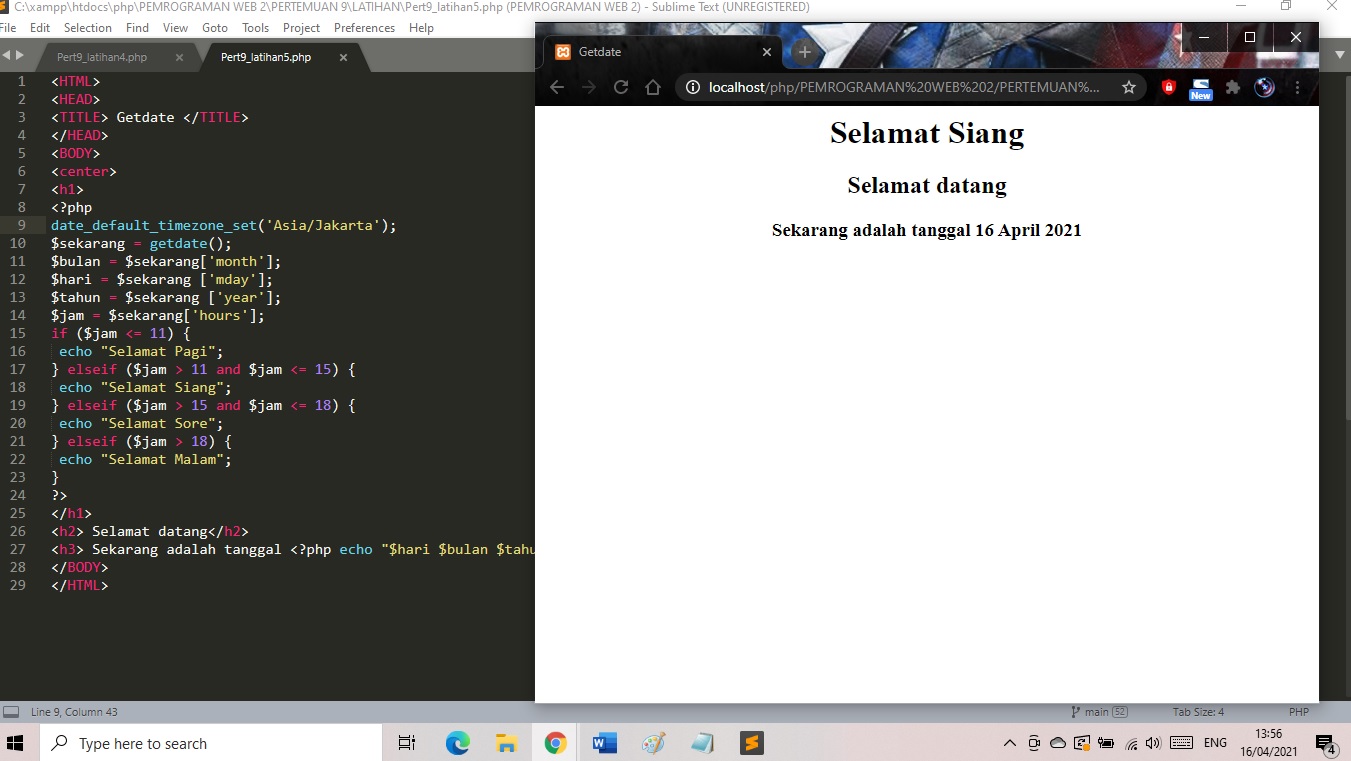 C:\xampp\htdocs\php\PEMROGRAMAN WEB 2\PERTEMUAN 9\LATIHAN\Pert9_latihan5.php (PEMROGRAMAN WEB 2) - Sublime Text (UNREGISTERED)
File Edit Selection Find View Goto Tools Project Preferences Help
Pert9_latihan4.php Pert9_latihan5.php
1 <HTML>
2 <HEAD>
3 <TITLE> Getdate </TITLE>
4 </HEAD>
5 <BODY>
6 <center>
7 <h1>
8 <?php
9 date_default_timezone_set('Asia/Jakarta');
10 $sekarang = getdate();
11 $bulan = $sekarang['month'];
12 $hari = $sekarang ['mday'];
13 $tahun = $sekarang ['year'];
14 $jam = $sekarang['hours'];
15 if ($jam <= 11) {
16 echo "Selamat Pagi";
17 } elseif ($jam > 11 and $jam <= 15) {
18 echo "Selamat Siang";
19 } elseif ($jam > 15 and $jam <= 18) {
20 echo "Selamat Sore";
21 } elseif ($jam > 18) {
22 echo "Selamat Malam";
23 }
24 ?>
25 </h1>
26 <h2> Selamat datang</h2>
27 <h3> Sekarang adalah tanggal <?php echo "$hari $bulan $tahu
28 </BODY>
29 </HTML>
Getdate
localhost/php/PEMROGRAMAN%20WEB%202/PERTEMUAN%...
New
Selamat Siang
Selamat datang
Sekarang adalah tanggal 16 April 2021
Line 9, Column 43 main 52 Tab Size: 4 PHP
Type here to search
ENG
13:56
16/04/2021
4